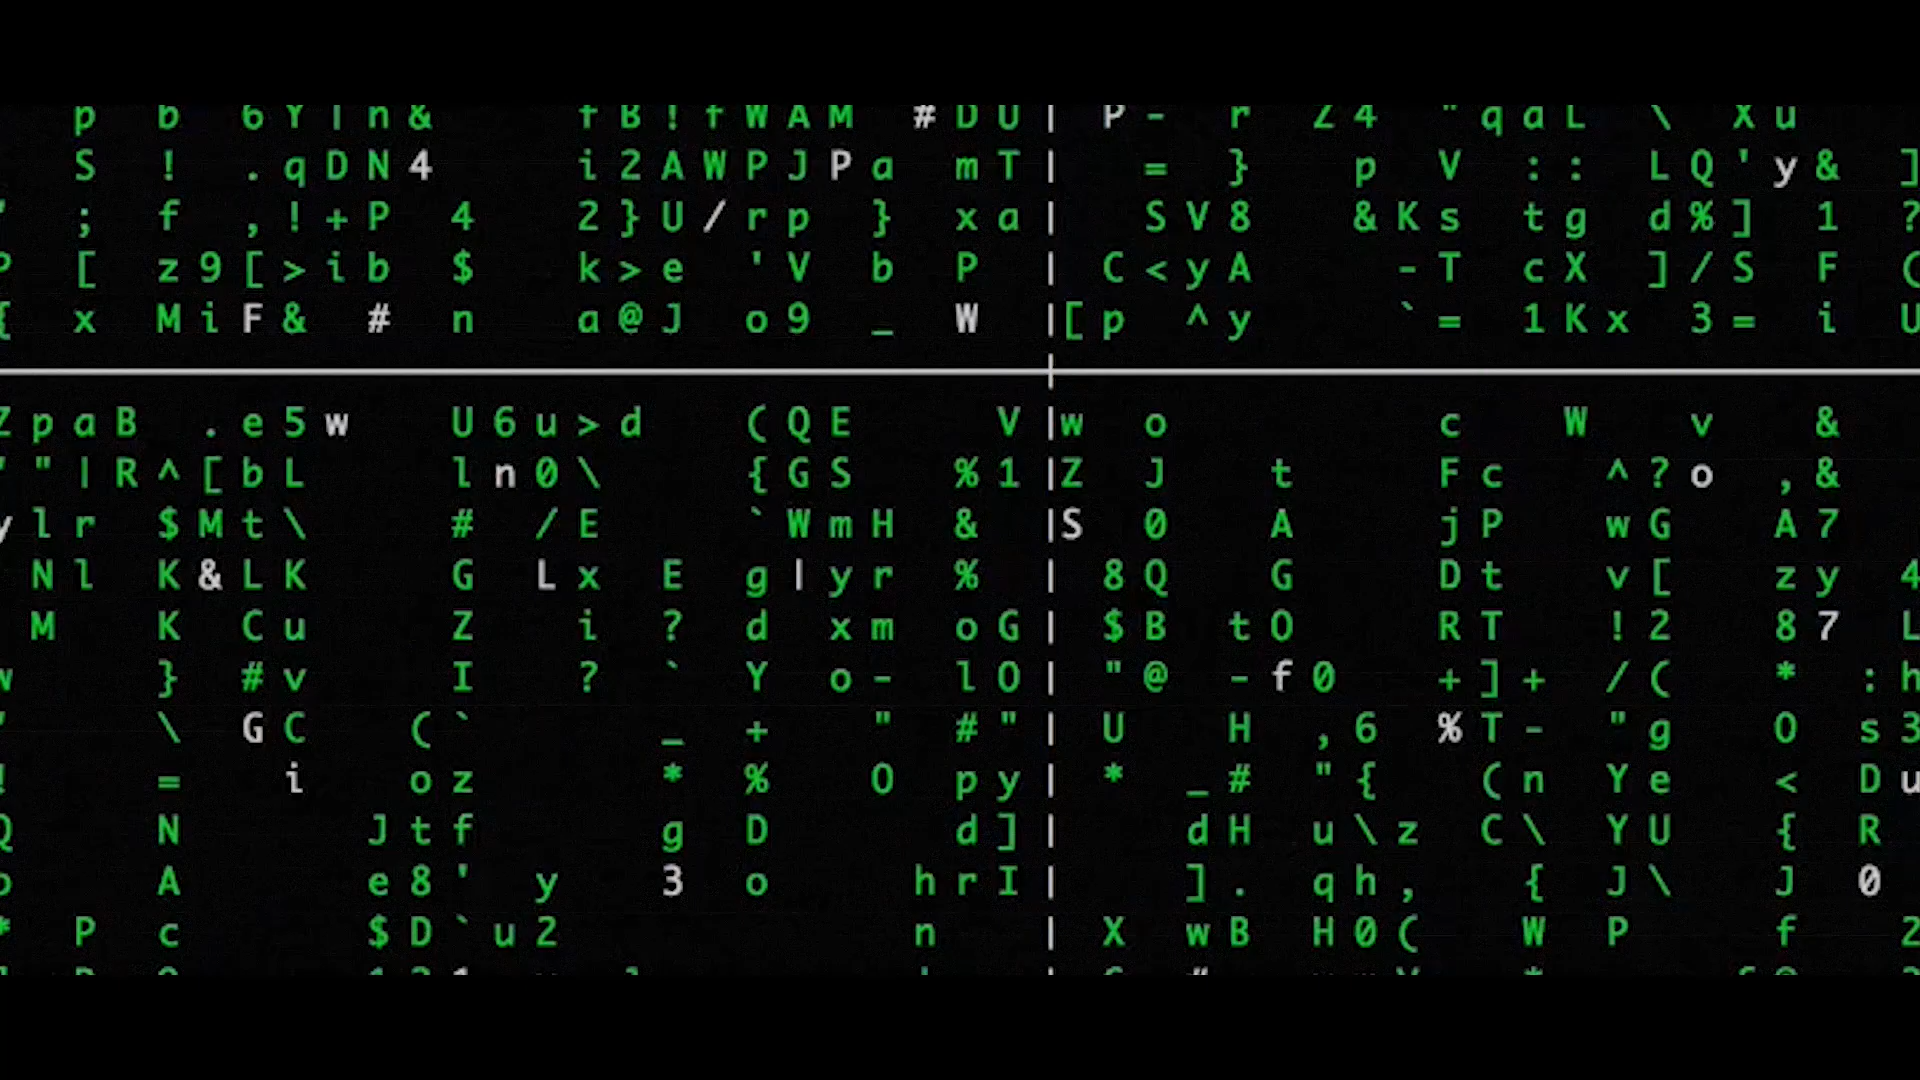 p b 6 Y | n & f B ! f W A M # D U | P - r Z 4 " q a L \ X u
S ! . q D N 4 i 2 A W P J P a m T | = } p V : : L Q ' y & ]
' ; f , ! + P 4 2 } U / r p } x a | S V 8 & K s t g d % ] 1 ?
P [ z 9 [ > i b $ k > e ' V b P | C < y A - T c X ] / S F (
{ x M i F & # n a @ J o 9 _ W | [ p ^ y ` = 1 K x 3 = i U
Z p a B . e 5 w U 6 u > d ( Q E V | w o c W v &
' " | R ^ [ b L l n 0 \ { G S % 1 | Z J t F c ^ ? o , &
y l r $ M t \ # / E ` W m H & | S 0 A j P w G A 7
N l K & L K G L x E g | y r % | 8 Q G D t v [ z y 4
M K C u Z i ? d x m o G | $ B t O R T ! 2 8 7 L
w } # v I ? ` Y o - l O | " @ - f 0 + ] + / ( * : h
' \ G C ( ` _ + " # " | U H , 6 % T - " g O s 3
! = i o z * % O p y | * _ # " { ( n Y e < D u
Q N J t f g D d ] | d H u \ z C \ Y U { R
A e 8 ' y 3 o h r I | ] . q h , { J \ J 0
* P c $ D ` u 2 n | X w B H 0 ( W P f 2